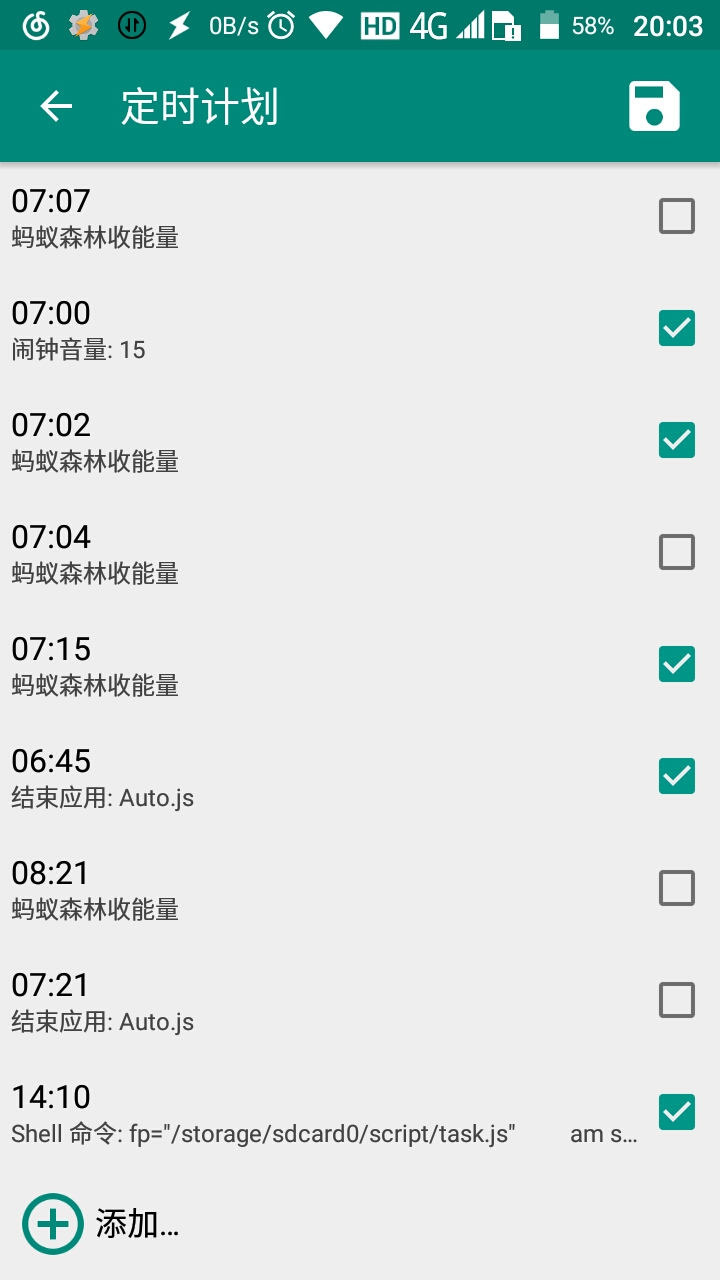 0B/s HD 4G 58% 20:03
定时计划
07:07
蚂蚁森林收能量
07:00
闹钟音量: 15
07:02
蚂蚁森林收能量
07:04
蚂蚁森林收能量
07:15
蚂蚁森林收能量
06:45
结束应用: Auto.js
08:21
蚂蚁森林收能量
07:21
结束应用: Auto.js
14:10
Shell 命令: fp="/storage/sdcard0/script/task.js" am s…
添加…